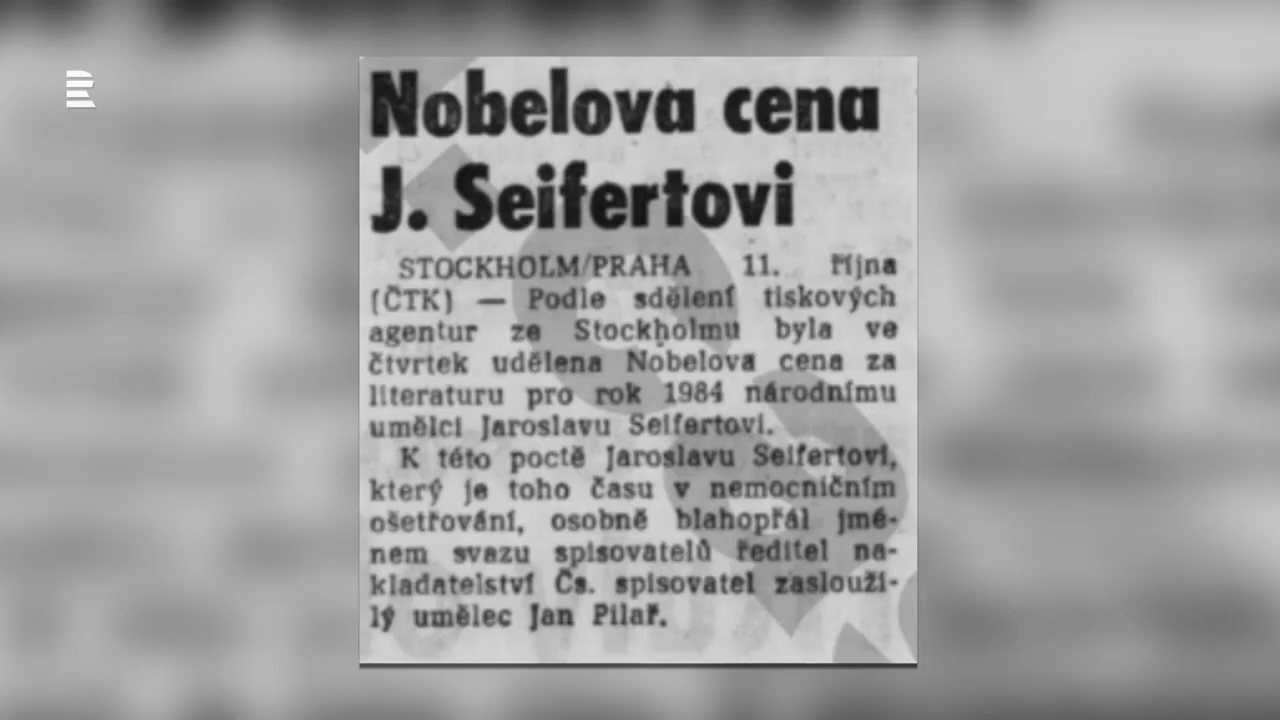 Nobelova cena
J. Seifertovi
STOCKHOLM/PRAHA 11. října
(ČTK) — Podle sdělení tiskových
agentur ze Stockholmu byla ve
čtvrtek udělena Nobelova cena za
literaturu pro rok 1984 národnímu
umělci Jaroslavu Seifertovi.
K této poctě Jaroslavu Seifertovi,
který je toho času v nemocničním
ošetřování, osobně blahopřál jmé-
nem svazu spisovatelů ředitel na-
kladatelství Čs. spisovatel zaslouži-
lý umělec Jan Pilař.